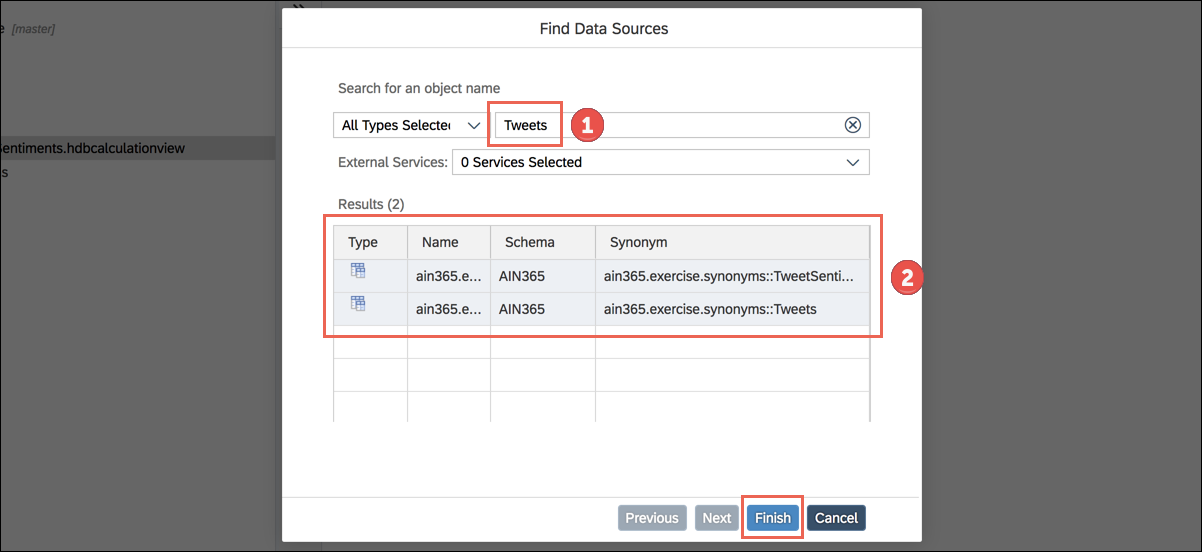 e [master]
Sentiments.hdbcalculationview
s
Find Data Sources
Search for an object name
All Types Selected Tweets 1
External Services: 0 Services Selected
Results (2)
Type Name Schema Synonym
ain365.e... AIN365 ain365.exercise.synonyms::TweetSenti...
ain365.e... AIN365 ain365.exercise.synonyms::Tweets
2
Previous Next Finish Cancel